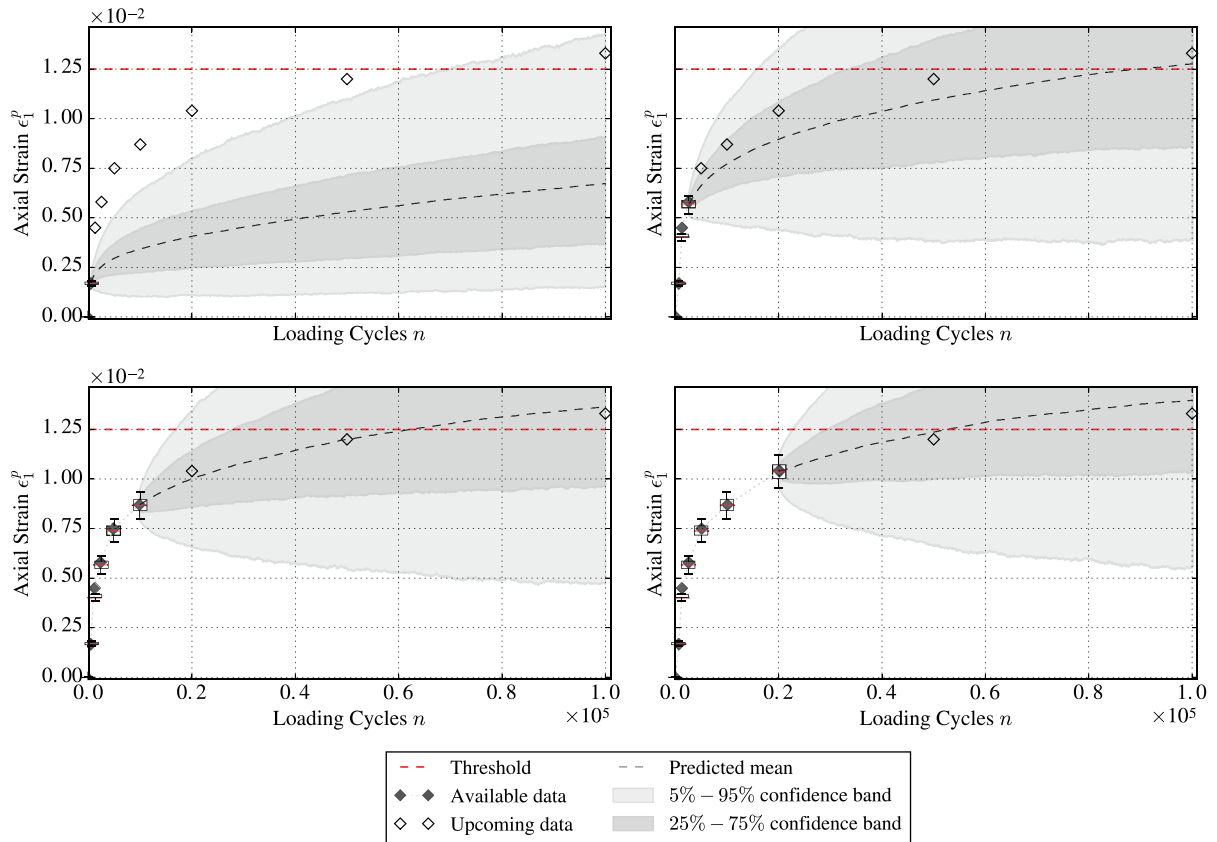 ×10⁻²
Axial Strain ϵ₁ᵖ
1.25
1.00
0.75
0.50
0.25
0.00
Loading Cycles n
Axial Strain ϵ₁ᵖ
Loading Cycles n
×10⁻²
Axial Strain ϵ₁ᵖ
1.25
1.00
0.75
0.50
0.25
0.00
0.0 0.2 0.4 0.6 0.8 1.0
Loading Cycles n ×10⁵
Axial Strain ϵ₁ᵖ
0.0 0.2 0.4 0.6 0.8 1.0
Loading Cycles n ×10⁵
Threshold
Available data
Upcoming data
Predicted mean
5% – 95% confidence band
25% – 75% confidence band